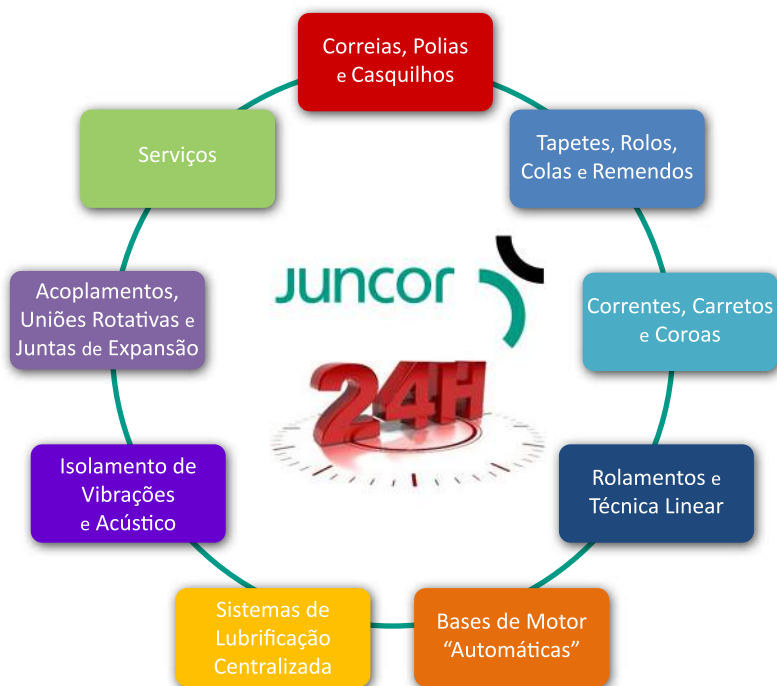 Correias, Polias
e Casquilhos
Tapetes, Rolos,
Colas e Remendos
Correntes, Carretos
e Coroas
Rolamentos e
Técnica Linear
Bases de Motor
“Automáticas”
Sistemas de
Lubrificação
Centralizada
Isolamento de
Vibrações
e Acústico
Acoplamentos,
Uniões Rotativas e
Juntas de Expansão
Serviços
Juncor
24H